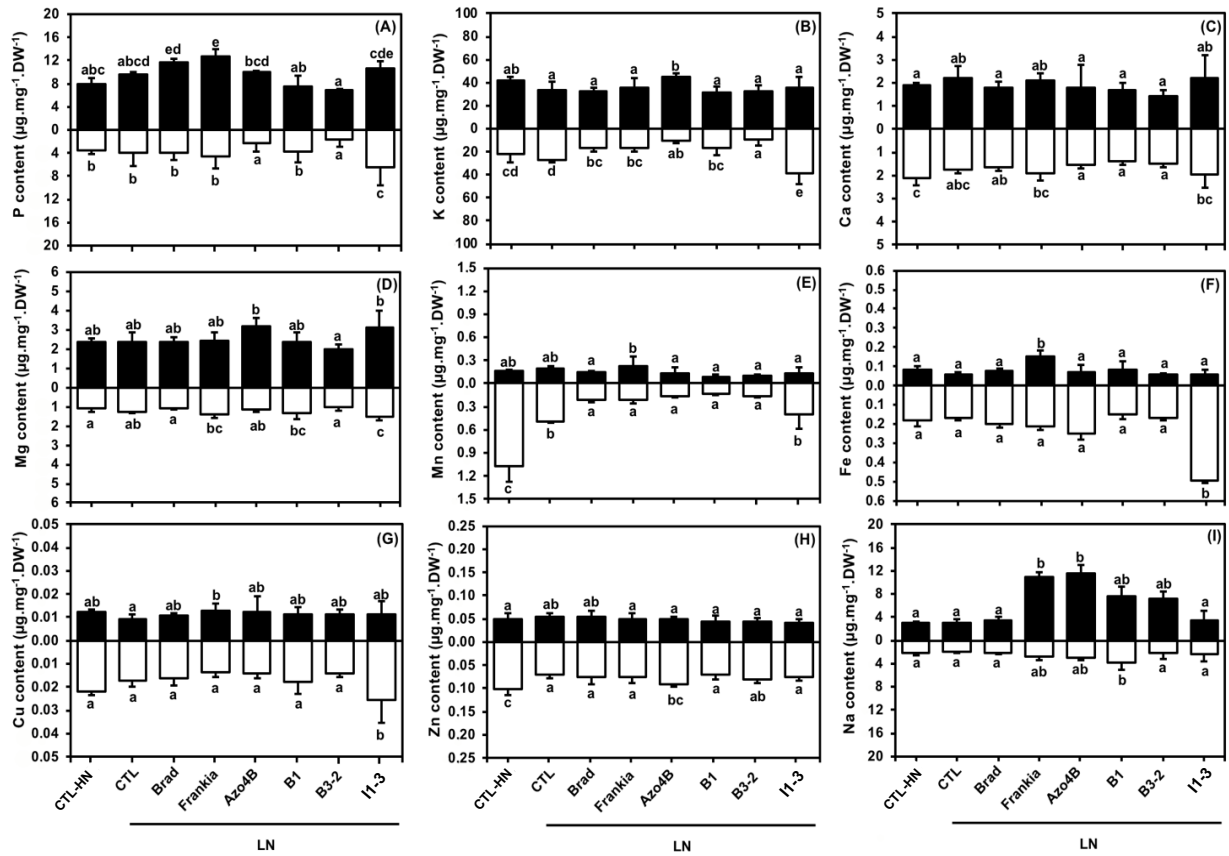 (A)
P content (µg.mg⁻¹.DW⁻¹)
20
16
12
8
4
0
4
8
12
16
20
abc abcd ed e bcd ab a cde
b b b b a b a c
(B)
K content (µg.mg⁻¹.DW⁻¹)
100
80
60
40
20
0
20
40
60
80
100
ab a a a b a a a
cd d bc bc ab bc a e
(C)
Ca content (µg.mg⁻¹.DW⁻¹)
5
4
3
2
1
0
1
2
3
4
5
a ab a ab a a a ab
c abc ab bc a a a bc
(D)
Mg content (µg.mg⁻¹.DW⁻¹)
6
5
4
3
2
1
0
1
2
3
4
5
6
ab ab ab ab b ab a b
a ab a bc ab bc a c
(E)
Mn content (µg.mg⁻¹.DW⁻¹)
1.5
1.2
0.9
0.6
0.3
0.0
0.3
0.6
0.9
1.2
1.5
ab ab a b a a a a
c b a a a a a b
(F)
Fe content (µg.mg⁻¹.DW⁻¹)
0.6
0.5
0.4
0.3
0.2
0.1
0.0
0.1
0.2
0.3
0.4
0.5
0.6
a a a b a a a a
a a a a a a a b
(G)
Cu content (µg.mg⁻¹.DW⁻¹)
0.05
0.04
0.03
0.02
0.01
0.00
0.01
0.02
0.03
0.04
0.05
ab a ab b ab ab ab ab
a a a a a a a b
CTL-HN CTL Brad Frankia Azo4B B1 B3-2 I1-3
LN
(H)
Zn content (µg.mg⁻¹.DW⁻¹)
0.25
0.20
0.15
0.10
0.05
0.00
0.05
0.10
0.15
0.20
0.25
a ab ab a a a a a
c a a a bc a ab a
CTL-HN CTL Brad Frankia Azo4B B1 B3-2 I1-3
LN
(I)
Na content (µg.mg⁻¹.DW⁻¹)
20
16
12
8
4
0
4
8
12
16
20
a a a b b ab ab a
a a a ab ab b a a
CTL-HN CTL Brad Frankia Azo4B B1 B3-2 I1-3
LN